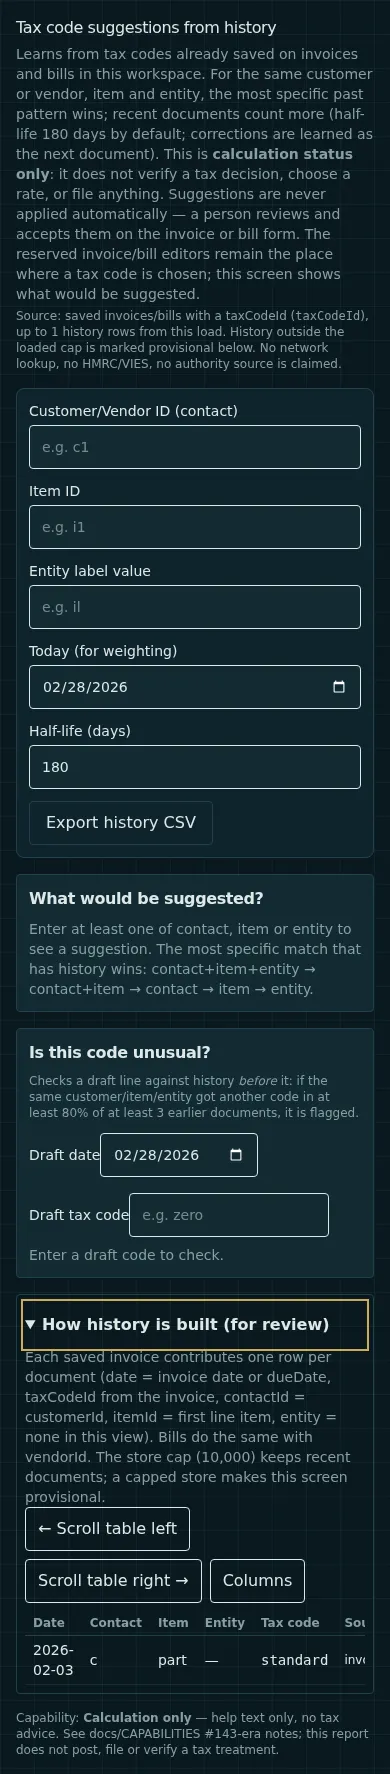 Tax code suggestions from history
Learns from tax codes already saved on invoices
and bills in this workspace. For the same customer
or vendor, item and entity, the most specific past
pattern wins; recent documents count more (half-
life 180 days by default; corrections are learned as
the next document). This is calculation status
only: it does not verify a tax decision, choose a
rate, or file anything. Suggestions are never
applied automatically — a person reviews and
accepts them on the invoice or bill form. The
reserved invoice/bill editors remain the place
where a tax code is chosen; this screen shows
what would be suggested.
Source: saved invoices/bills with a taxCodeId (taxCodeId),
up to 1 history rows from this load. History outside the
loaded cap is marked provisional below. No network
lookup, no HMRC/VIES, no authority source is claimed.
Customer/Vendor ID (contact)
e.g. c1
Item ID
e.g. i1
Entity label value
e.g. il
Today (for weighting)
02/28/2026
Half-life (days)
180
Export history CSV
What would be suggested?
Enter at least one of contact, item or entity to
see a suggestion. The most specific match that
has history wins: contact+item+entity →
contact+item → contact → item → entity.
Is this code unusual?
Checks a draft line against history before it: if the
same customer/item/entity got another code in at
least 80% of at least 3 earlier documents, it is flagged.
Draft date 02/28/2026
Draft tax code e.g. zero
Enter a draft code to check.
▼ How history is built (for review)
Each saved invoice contributes one row per
document (date = invoice date or dueDate,
taxCodeId from the invoice, contactId =
customerId, itemId = first line item, entity =
none in this view). Bills do the same with
vendorId. The store cap (10,000) keeps recent
documents; a capped store makes this screen
provisional.
← Scroll table left
Scroll table right → Columns
Date Contact Item Entity Tax code Sou
2026-
02-03 c part — standard invo
Capability: Calculation only — help text only, no tax
advice. See docs/CAPABILITIES #143-era notes; this report
does not post, file or verify a tax treatment.